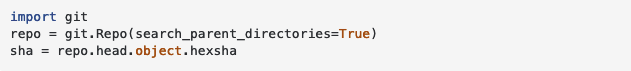 import git
repo = git.Repo(search_parent_directories=True)
sha = repo.head.object.hexsha